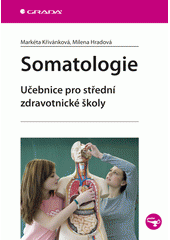 GRADA
Markéta Křivánková, Milena Hradová
Somatologie
Učebnice pro střední
zdravotnické školy